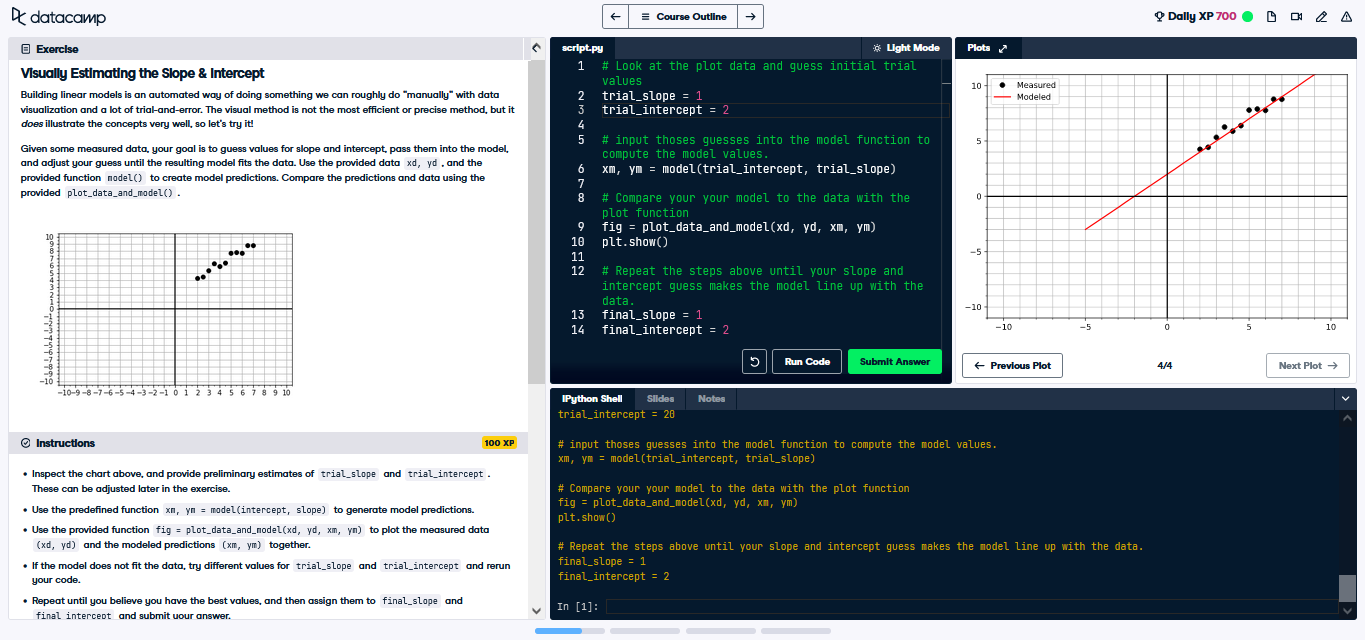 datacamp
Course Outline
Daily XP 700
Exercise
Visually Estimating the Slope & Intercept
Building linear models is an automated way of doing something we can roughly do "manually" with data
visualization and a lot of trial-and-error. The visual method is not the most efficient or precise method, but it
does illustrate the concepts very well, so let's try it!
Given some measured data, your goal is to guess values for slope and intercept, pass them into the model,
and adjust your guess until the resulting model fits the data. Use the provided data xd, yd , and the
provided function model() to create model predictions. Compare the predictions and data using the
provided plot_data_and_model() .
10
9
8
7
6
5
4
3
2
1
0
−1
−2
−3
−4
−5
−6
−7
−8
−9
−10
−10−9 −8 −7 −6 −5 −4 −3 −2 −1 0 1 2 3 4 5 6 7 8 9 10
Instructions
100 XP
• Inspect the chart above, and provide preliminary estimates of trial_slope and trial_intercept .
These can be adjusted later in the exercise.
• Use the predefined function xm, ym = model(intercept, slope) to generate model predictions.
• Use the provided function fig = plot_data_and_model(xd, yd, xm, ym) to plot the measured data
(xd, yd) and the modeled predictions (xm, ym) together.
• If the model does not fit the data, try different values for trial_slope and trial_intercept and rerun
your code.
• Repeat until you believe you have the best values, and then assign them to final_slope and
final_intercept and submit your answer.
script.py
Light Mode
1 # Look at the plot data and guess initial trial
values
2 trial_slope = 1
3 trial_intercept = 2
4
5 # input thoses guesses into the model function to
compute the model values.
6 xm, ym = model(trial_intercept, trial_slope)
7
8 # Compare your your model to the data with the
plot function
9 fig = plot_data_and_model(xd, yd, xm, ym)
10 plt.show()
11
12 # Repeat the steps above until your slope and
intercept guess makes the model line up with the
data.
13 final_slope = 1
14 final_intercept = 2
Run Code
Submit Answer
Plots
Measured
Modeled
10
5
0
−5
−10
−10 −5 0 5 10
Previous Plot
4/4
Next Plot
IPython Shell
Slides
Notes
trial_intercept = 20
# input thoses guesses into the model function to compute the model values.
xm, ym = model(trial_intercept, trial_slope)
# Compare your your model to the data with the plot function
fig = plot_data_and_model(xd, yd, xm, ym)
plt.show()
# Repeat the steps above until your slope and intercept guess makes the model line up with the data.
final_slope = 1
final_intercept = 2
In [1]: